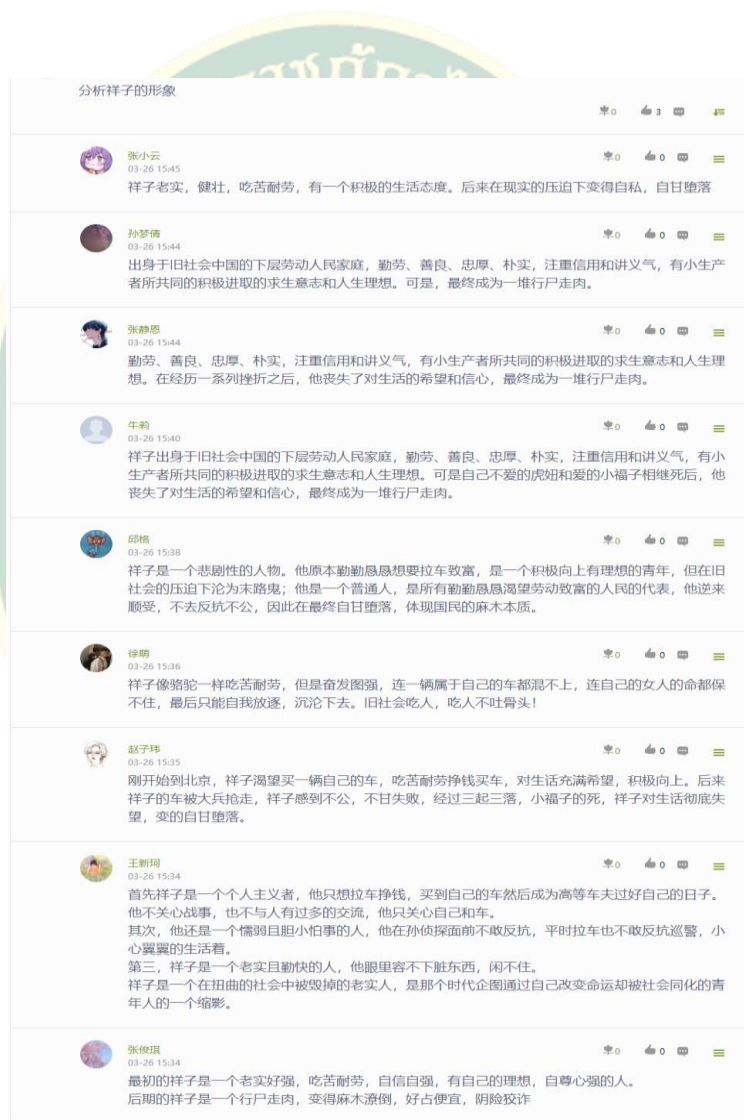 分析祥子的形象
0 3
张小云
0 0
03-26 15:45
祥子老实，健壮，吃苦耐劳，有一个积极的生活态度。后来在现实的压迫下变得自私，自甘堕落
孙梦倩
0 0
03-26 15:44
出身于旧社会中国的下层劳动人民家庭，勤劳、善良、忠厚、朴实，注重信用和讲义气，有小生产
者所共同的积极进取的求生意志和人生理想。可是，最终成为一堆行尸走肉。
张静恩
0 0
03-26 15:44
勤劳、善良、忠厚、朴实，注重信用和讲义气，有小生产者所共同的积极进取的求生意志和人生理
想。在经历一系列挫折之后，他丧失了对生活的希望和信心，最终成为一堆行尸走肉。
牛莉
0 0
03-26 15:40
祥子出身于旧社会中国的下层劳动人民家庭，勤劳、善良、忠厚、朴实，注重信用和讲义气，有小
生产者所共同的积极进取的求生意志和人生理想。可是自己不爱的虎妞和爱的小福子相继死后，他
丧失了对生活的希望和信心，最终成为一堆行尸走肉。
邱格
0 0
03-26 15:38
祥子是一个悲剧性的人物。他原本勤勤恳恳想要拉车致富，是一个积极向上有理想的青年，但在旧
社会的压迫下沦为末路鬼；他是一个普通人，是所有勤勤恳恳渴望劳动致富的人民的代表，他逆来
顺受，不去反抗不公，因此在最终自甘堕落，体现国民的麻木本质。
徐萌
0 0
03-26 15:36
祥子像骆驼一样吃苦耐劳，但是奋发图强，连一辆属于自己的车都混不上，连自己的女人的命都保
不住，最后只能自我放逐，沉沦下去。旧社会吃人，吃人不吐骨头！
赵子玮
0 0
03-26 15:35
刚开始到北京，祥子渴望买一辆自己的车，吃苦耐劳挣钱买车，对生活充满希望，积极向上。后来
祥子的车被大兵抢走，祥子感到不公，不甘失败，经过三起三落，小福子的死，祥子对生活彻底失
望，变的自甘堕落。
王新珂
0 0
03-26 15:34
首先祥子是一个个人主义者，他只想拉车挣钱，买到自己的车然后成为高等车夫过好自己的日子。
他不关心战事，也不与人有过多的交流，他只关心自己和车。
其次，他还是一个懦弱且胆小怕事的人，他在孙侦探面前不敢反抗，平时拉车也不敢反抗巡警，小
心翼翼的生活着。
第三，祥子是一个老实且勤快的人，他眼里容不下脏东西，闲不住。
祥子是一个在扭曲的社会中被毁掉的老实人，是那个时代企图通过自己改变命运却被社会同化的青
年人的一个缩影。
张俊琪
0 0
03-26 15:34
最初的祥子是一个老实好强，吃苦耐劳，自信自强，有自己的理想，自尊心强的人。
后期的祥子是一个行尸走肉，变得麻木潦倒，好占便宜，阴险狡诈